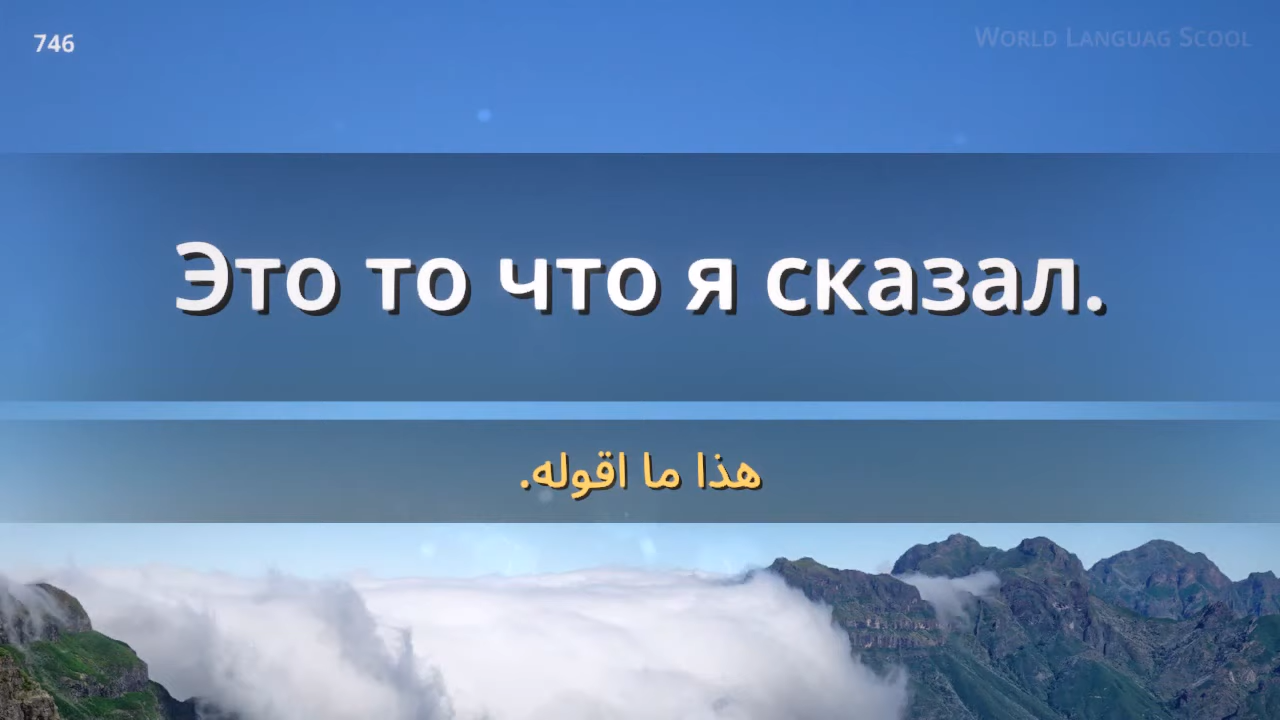 746
World Languag Scool
Это то что я сказал.
هذا ما اقوله.